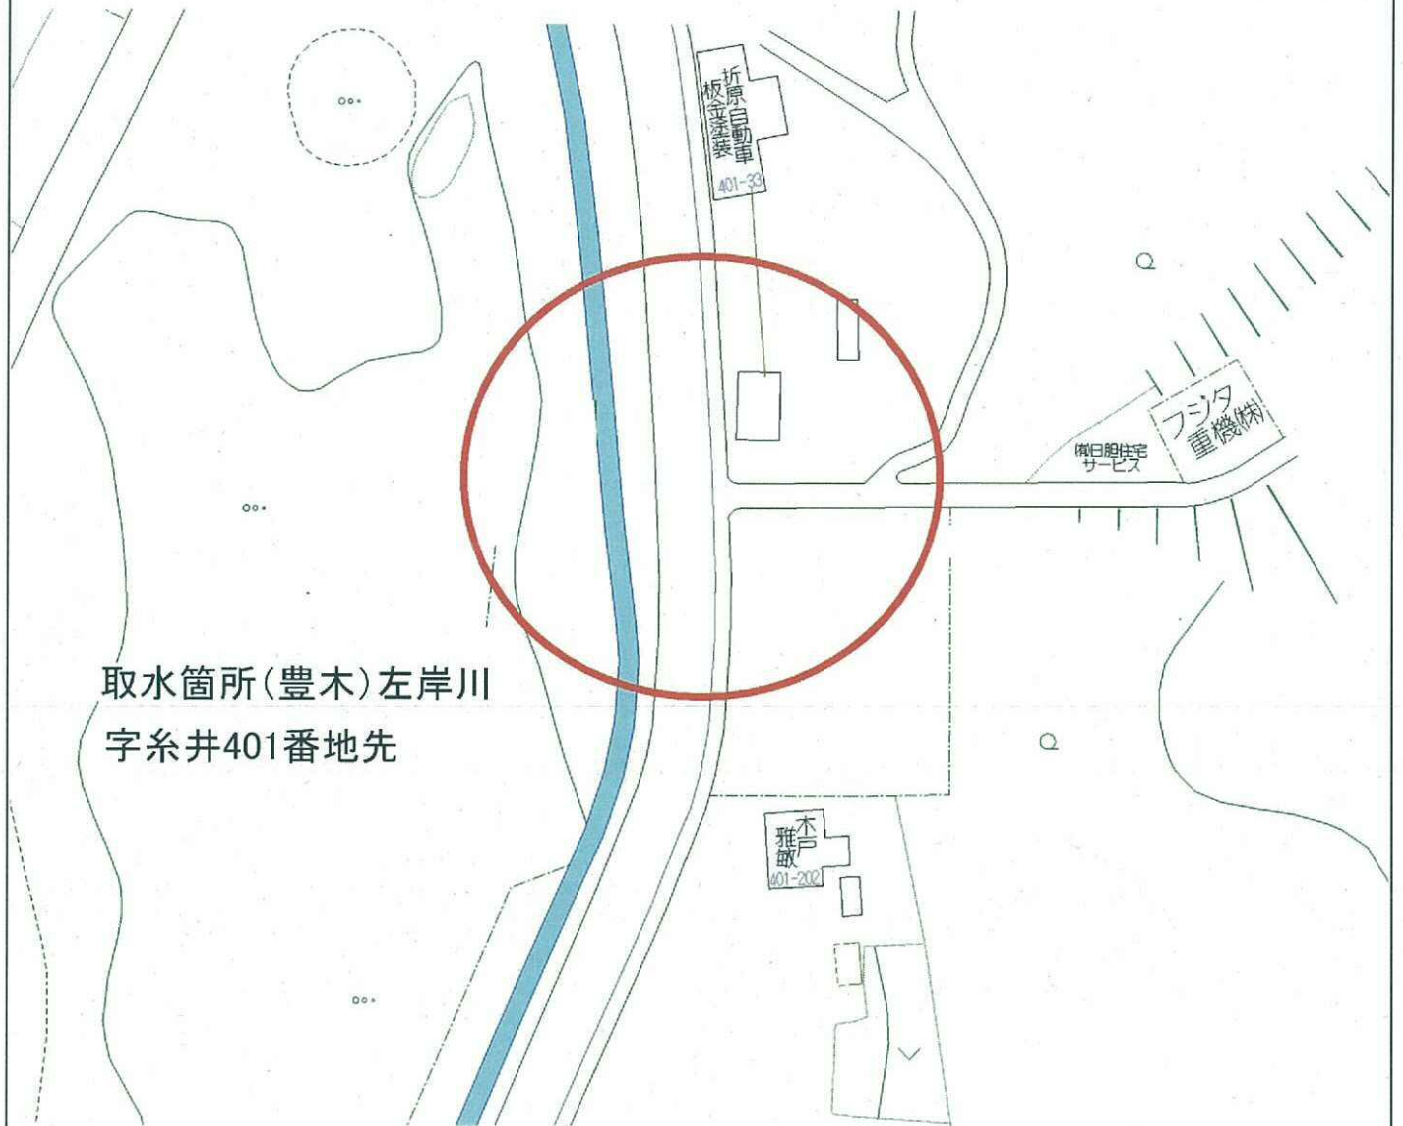 折原自動車
板金塗装
401-33
フジタ
重機㈱
㈲日胆住宅
サービス
取水箇所(豊木)左岸川
字糸井401番地先
木戸
雅敏
401-202